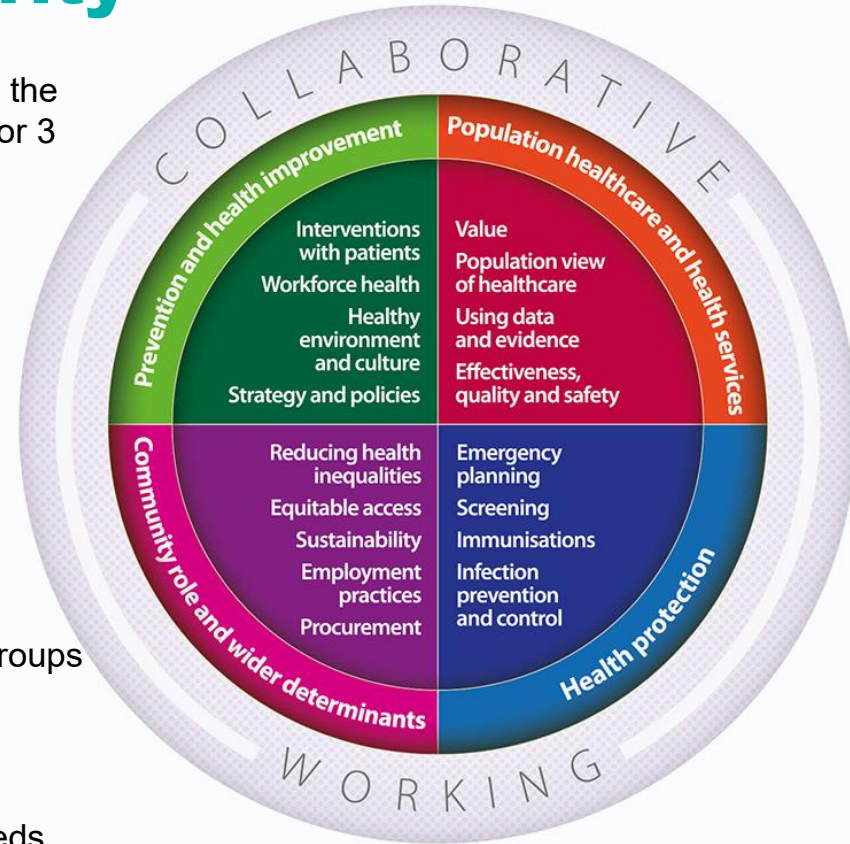 the
or 3
roups
eds
COLLABORATIVE
WORKING
Prevention and health improvement
Interventions
with patients
Workforce health
Healthy
environment
and culture
Strategy and policies
Population healthcare and health services
Value
Population view
of healthcare
Using data
and evidence
Effectiveness,
quality and safety
Community role and wider determinants
Reducing health
inequalities
Equitable access
Sustainability
Employment
practices
Procurement
Health protection
Emergency
planning
Screening
Immunisations
Infection
prevention
and control